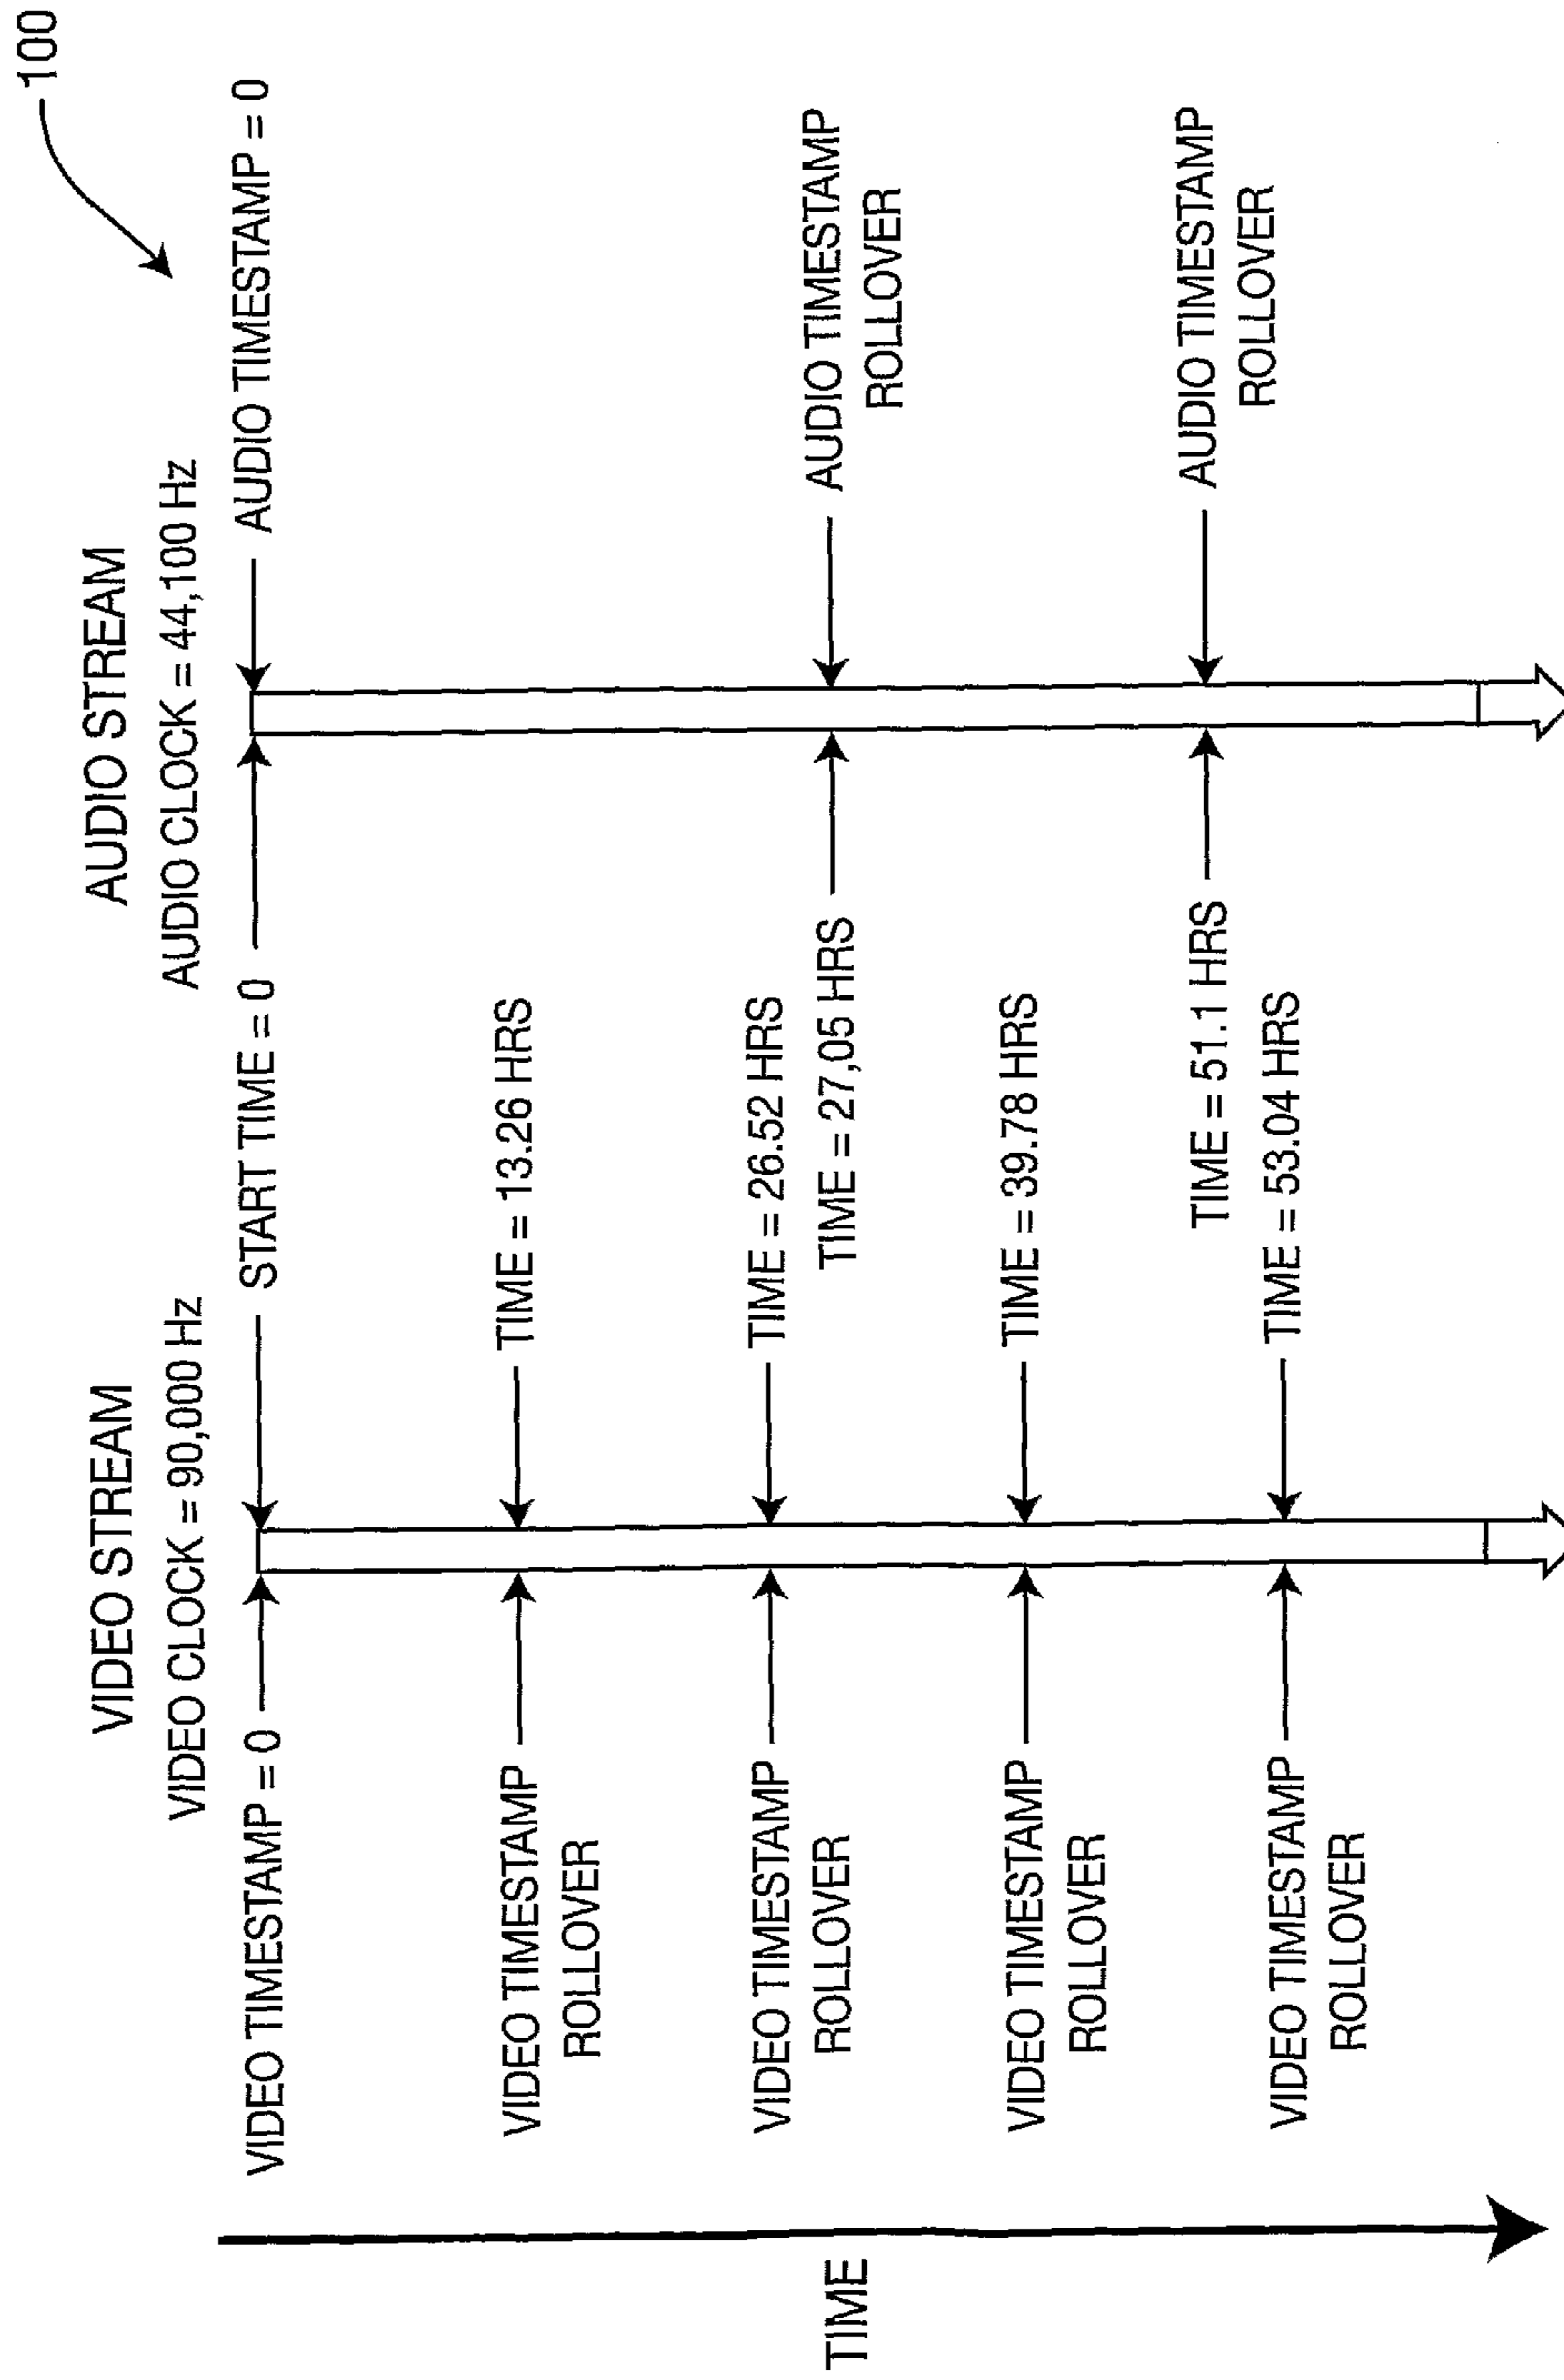 100
VIDEO STREAM
VIDEO CLOCK = 90,000 Hz
AUDIO STREAM
AUDIO CLOCK = 44,100 Hz
VIDEO TIMESTAMP = 0
START TIME = 0
AUDIO TIMESTAMP = 0
VIDEO TIMESTAMP
ROLLOVER
TIME = 13.26 HRS
VIDEO TIMESTAMP
ROLLOVER
TIME = 26.52 HRS
TIME = 27,05 HRS
AUDIO TIMESTAMP
ROLLOVER
VIDEO TIMESTAMP
ROLLOVER
TIME = 39.78 HRS
TIME = 51.1 HRS
AUDIO TIMESTAMP
ROLLOVER
VIDEO TIMESTAMP
ROLLOVER
TIME = 53.04 HRS
TIME